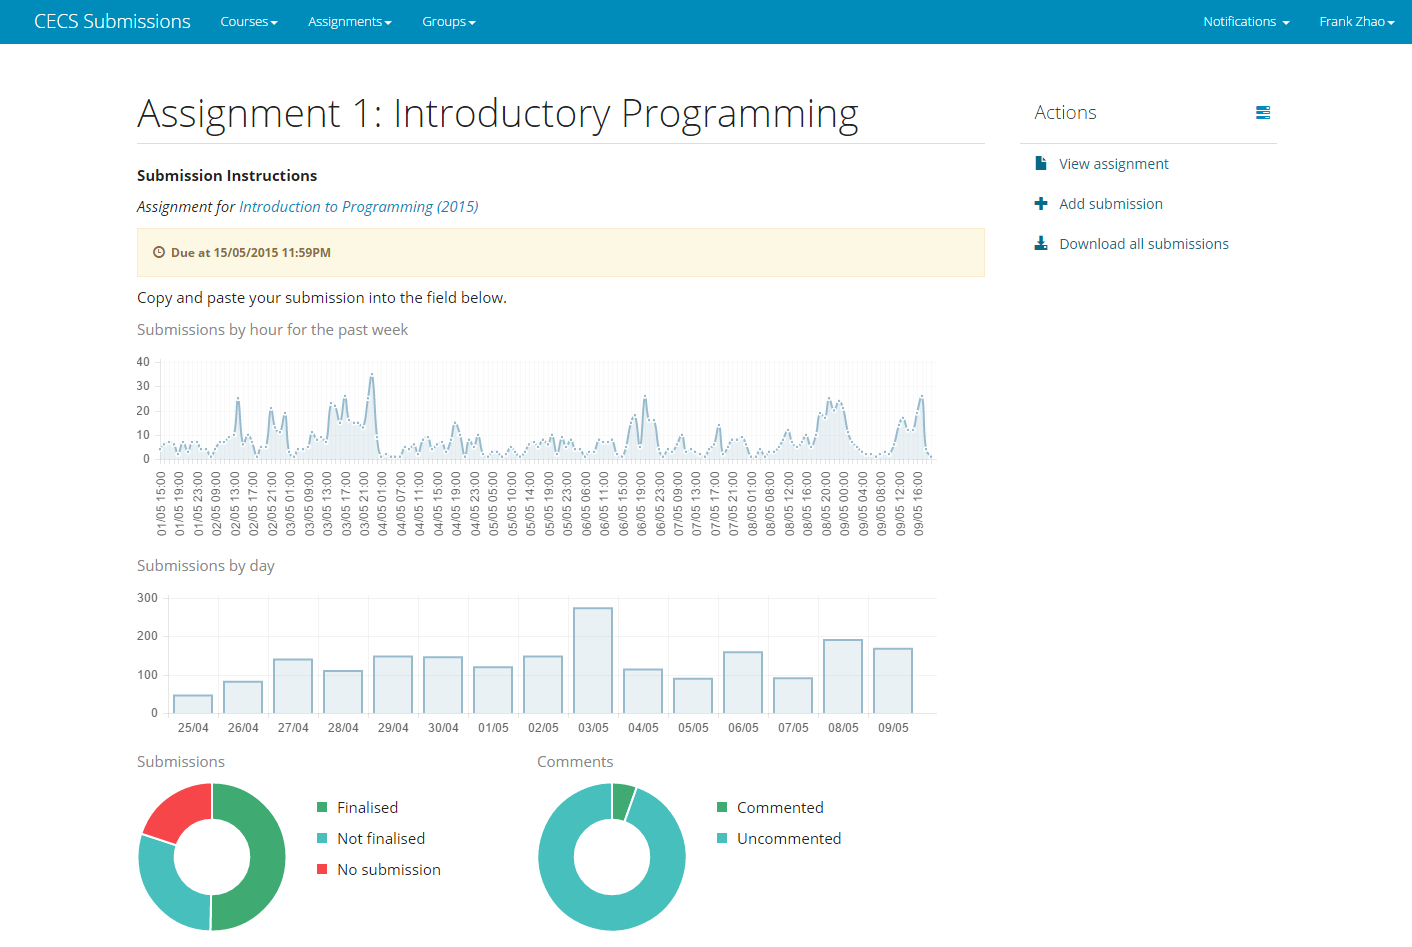 CECS Submissions Courses Assignments Groups Notifications Frank Zhao
Assignment 1: Introductory Programming
Actions
Submission Instructions
Assignment for Introduction to Programming (2015)
Due at 15/05/2015 11:59PM
Copy and paste your submission into the field below.
View assignment
Add submission
Download all submissions
Submissions by hour for the past week
40
30
20
10
0
01/05 15:00
01/05 19:00
01/05 23:00
02/05 09:00
02/05 13:00
02/05 17:00
02/05 21:00
03/05 01:00
03/05 09:00
03/05 13:00
03/05 17:00
03/05 21:00
04/05 01:00
04/05 07:00
04/05 11:00
04/05 15:00
04/05 19:00
04/05 23:00
05/05 05:00
05/05 10:00
05/05 14:00
05/05 19:00
05/05 23:00
06/05 06:00
06/05 11:00
06/05 15:00
06/05 19:00
06/05 23:00
07/05 09:00
07/05 13:00
07/05 17:00
07/05 21:00
08/05 01:00
08/05 08:00
08/05 12:00
08/05 16:00
08/05 20:00
09/05 00:00
09/05 04:00
09/05 08:00
09/05 12:00
09/05 16:00
Submissions by day
300
200
100
0
25/04 26/04 27/04 28/04 29/04 30/04 01/05 02/05 03/05 04/05 05/05 06/05 07/05 08/05 09/05
Submissions
Finalised
Not finalised
No submission
Comments
Commented
Uncommented